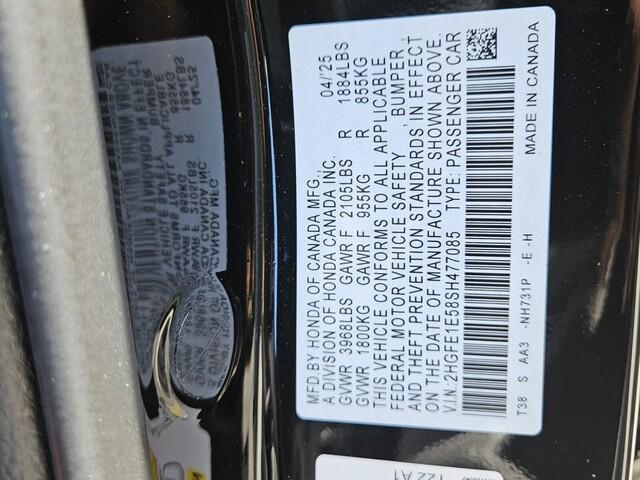 MFD.BY HONDA OF CANADA MFG., 04/'25
A DIVISION OF HONDA CANADA INC.
GVWR 3968LBS GAWR F 2105LBS R 1884LBS
GVWR 1800KG GAWR F 955KG R 855KG
THIS VEHICLE CONFORMS TO ALL APPLICABLE
FEDERAL MOTOR VEHICLE SAFETY , BUMPER ,
AND THEFT PREVENTION STANDARDS IN EFFECT
ON THE DATE OF MANUFACTURE SHOWN ABOVE.
V.I.N: 2HGFE1E58SH477085 TYPE: PASSENGER CAR
T38 S AA3 -NH731P -E -H MADE IN CANADA
122 A1